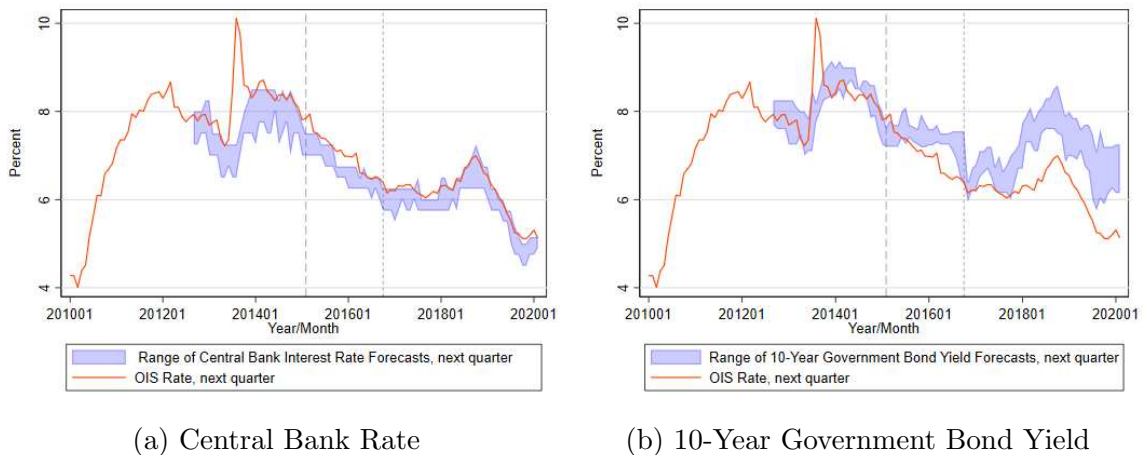 10
8
6
4
Percent
201001 201201 201401 201601 201801 202001
Year/Month
Range of Central Bank Interest Rate Forecasts, next quarter
OIS Rate, next quarter
(a) Central Bank Rate
10
8
6
4
Percent
201001 201201 201401 201601 201801 202001
Year/Month
Range of 10-Year Government Bond Yield Forecasts, next quarter
OIS Rate, next quarter
(b) 10-Year Government Bond Yield